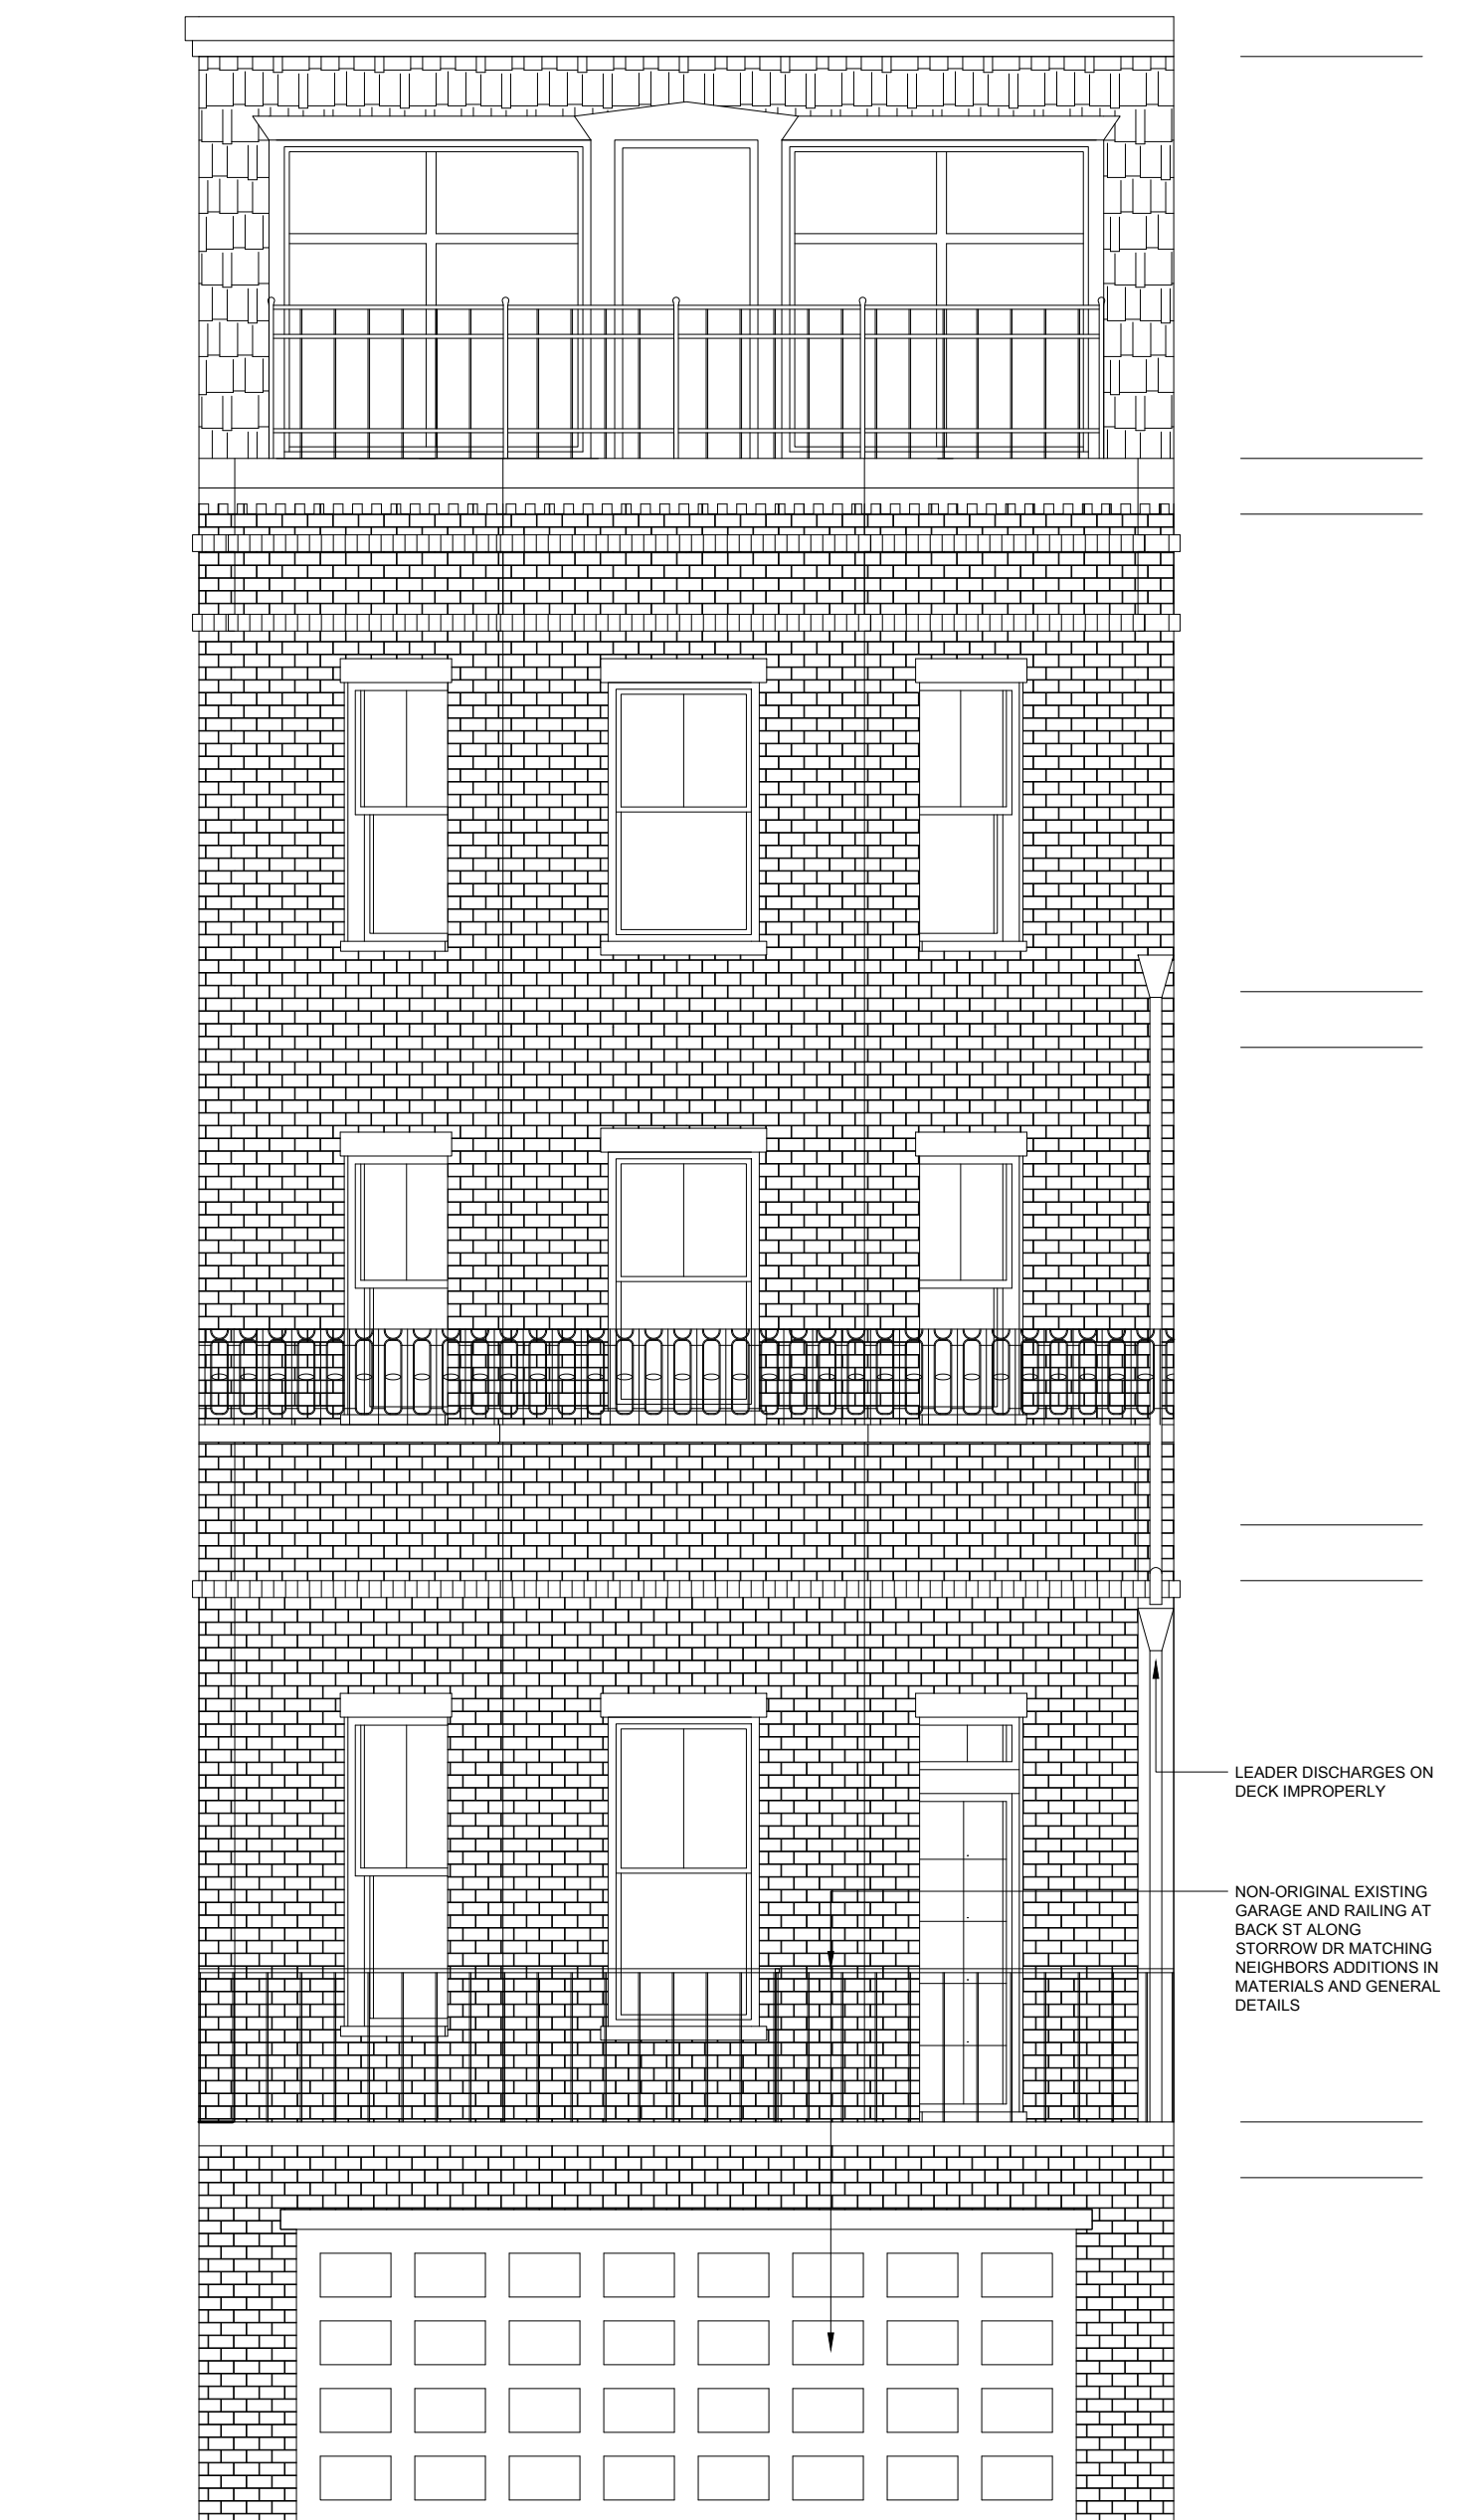 LEADER DISCHARGES ON
DECK IMPROPERLY
NON-ORIGINAL EXISTING
GARAGE AND RAILING AT
BACK ST ALONG
STORROW DR MATCHING
NEIGHBORS ADDITIONS IN
MATERIALS AND GENERAL
DETAILS